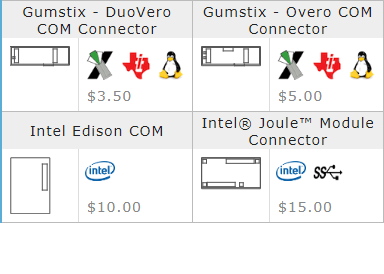 Gumstix - DuoVero
COM Connector
$3.50
Gumstix - Overo COM
Connector
$5.00
Intel Edison COM
intel
$10.00
Intel® Joule™ Module
Connector
intel
SS
$15.00